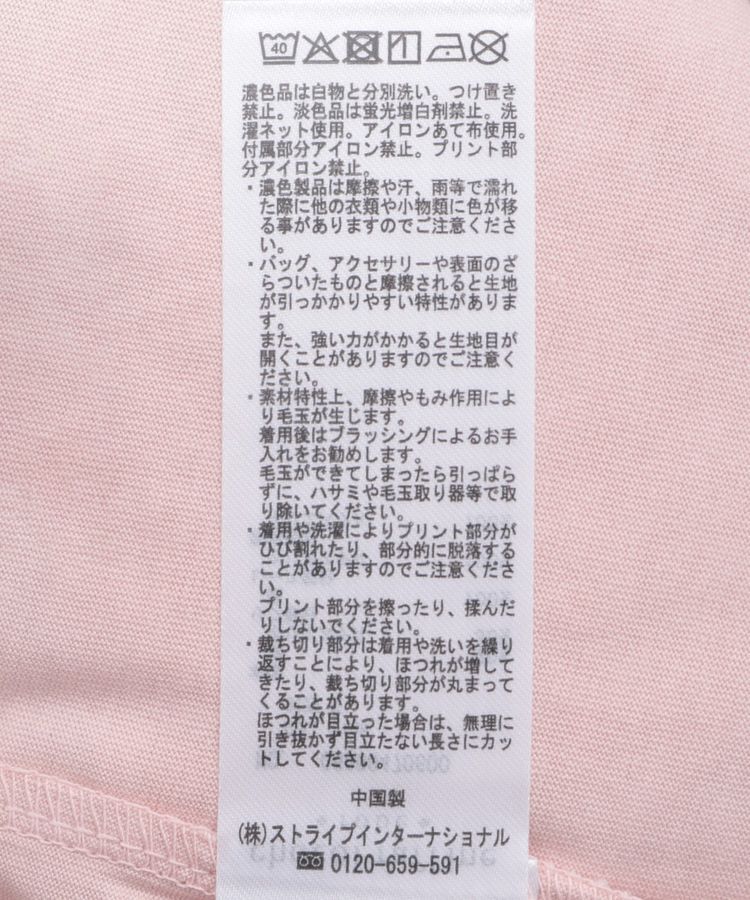 40
濃色品は白物と分別洗い。つけ置き
禁止。淡色品は蛍光増白剤禁止。洗
濯ネット使用。アイロンあて布使用。
付属部分アイロン禁止。プリント部
分アイロン禁止。
・濃色製品は摩擦や汗、雨等で濡れ
た際に他の衣類や小物類に色が移
る事がありますのでご注意くださ
い。
・バッグ、アクセサリーや表面のざ
らついたものと摩擦されると生地
が引っかかりやすい特性がありま
す。
また、強い力がかかると生地目が
開くことがありますのでご注意く
ださい。
・素材特性上、摩擦やもみ作用によ
り毛玉が生じます。
着用後はブラッシングによるお手
入れをお勧めします。
毛玉ができてしまったら引っぱら
ずに、ハサミや毛玉取り器等で取
り除いてください。
・着用や洗濯によりプリント部分が
ひび割れたり、部分的に脱落する
ことがありますのでご注意くださ
い。
プリント部分を擦ったり、揉んだ
りしないでください。
・裁ち切り部分は着用や洗いを繰り
返すことにより、ほつれが増して
きたり、裁ち切り部分が丸まって
くることがあります。
ほつれが目立った場合は、無理に
引き抜かず目立たない長さにカッ
トしてください。
中国製
(株)ストライプインターナショナル
0120-659-591